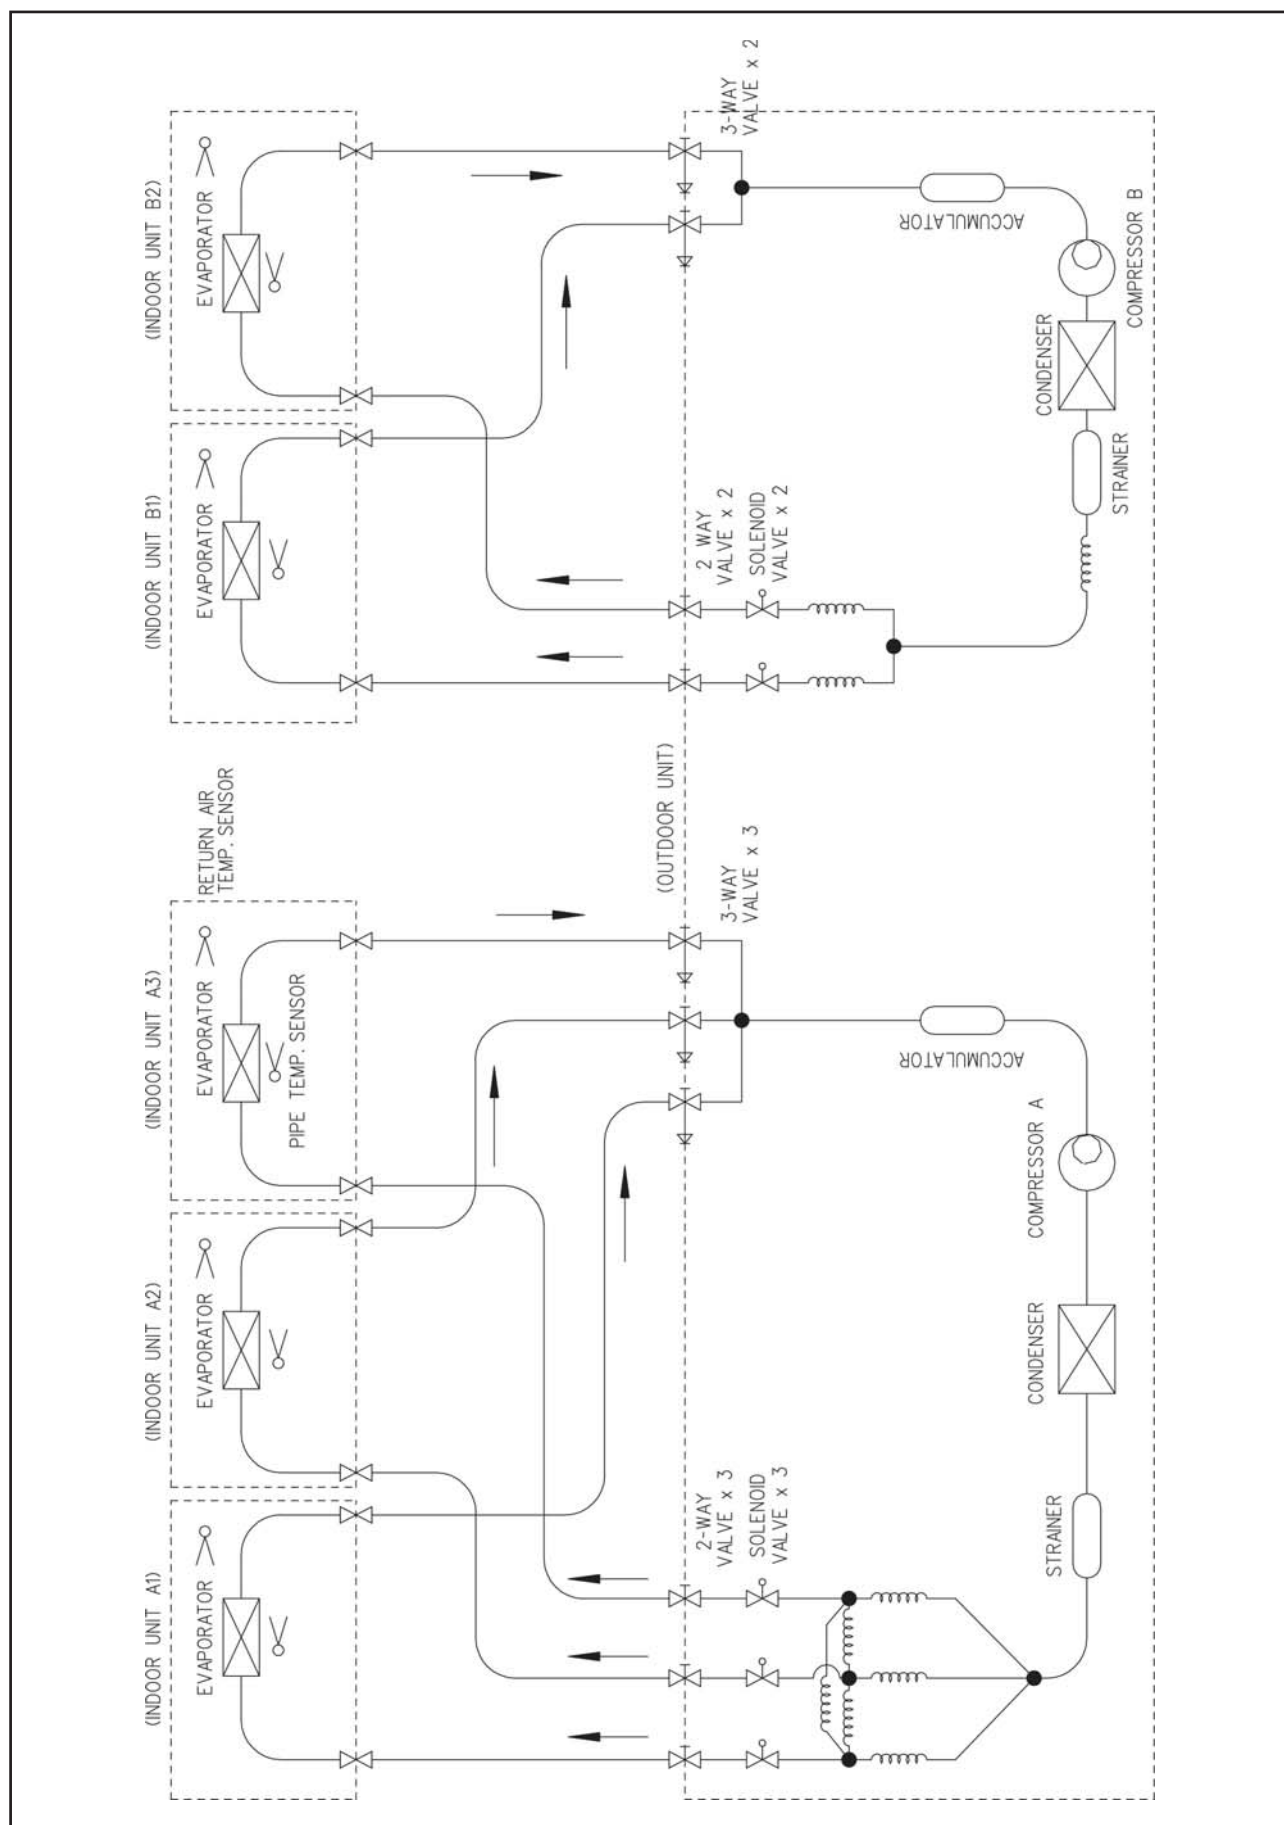 (INDOOR UNIT A1)
EVAPORATOR
(INDOOR UNIT A2)
EVAPORATOR
(INDOOR UNIT A3)
EVAPORATOR
PIPE TEMP. SENSOR
RETURN AIR
TEMP. SENSOR
(INDOOR UNIT B1)
EVAPORATOR
(INDOOR UNIT B2)
EVAPORATOR
(OUTDOOR UNIT)
2-WAY
VALVE x 3
SOLENOID
VALVE x 3
3-WAY
VALVE x 3
2 WAY
VALVE x 2
SOLENOID
VALVE x 2
3-WAY
VALVE x 2
ACCUMULATOR
ACCUMULATOR
STRAINER
CONDENSER
COMPRESSOR A
STRAINER
CONDENSER
COMPRESSOR B